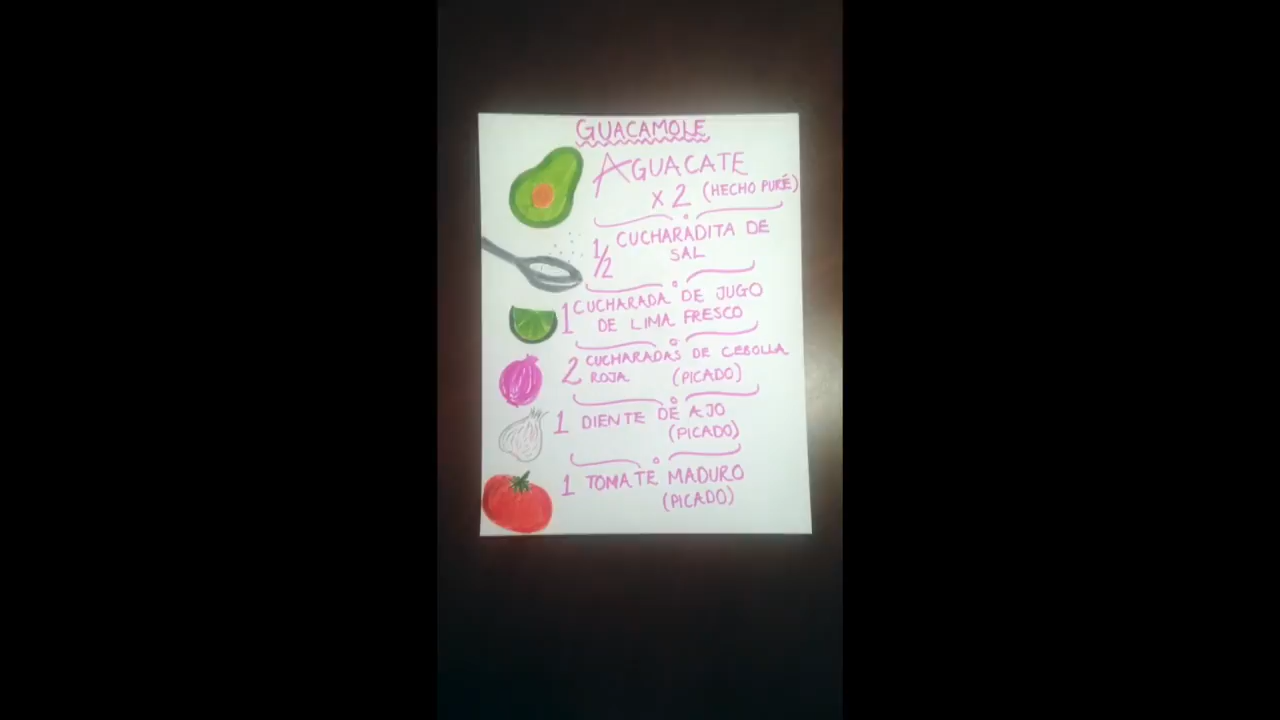 GUACAMOLE
AGUACATE
x 2 (HECHO PURÉ)
1/2 CUCHARADITA DE
SAL
1 CUCHARADA DE JUGO
DE LIMA FRESCO
2 CUCHARADAS DE CEBOLLA
ROJA (PICADO)
1 DIENTE DE AJO
(PICADO)
1 TOMATE MADURO
(PICADO)